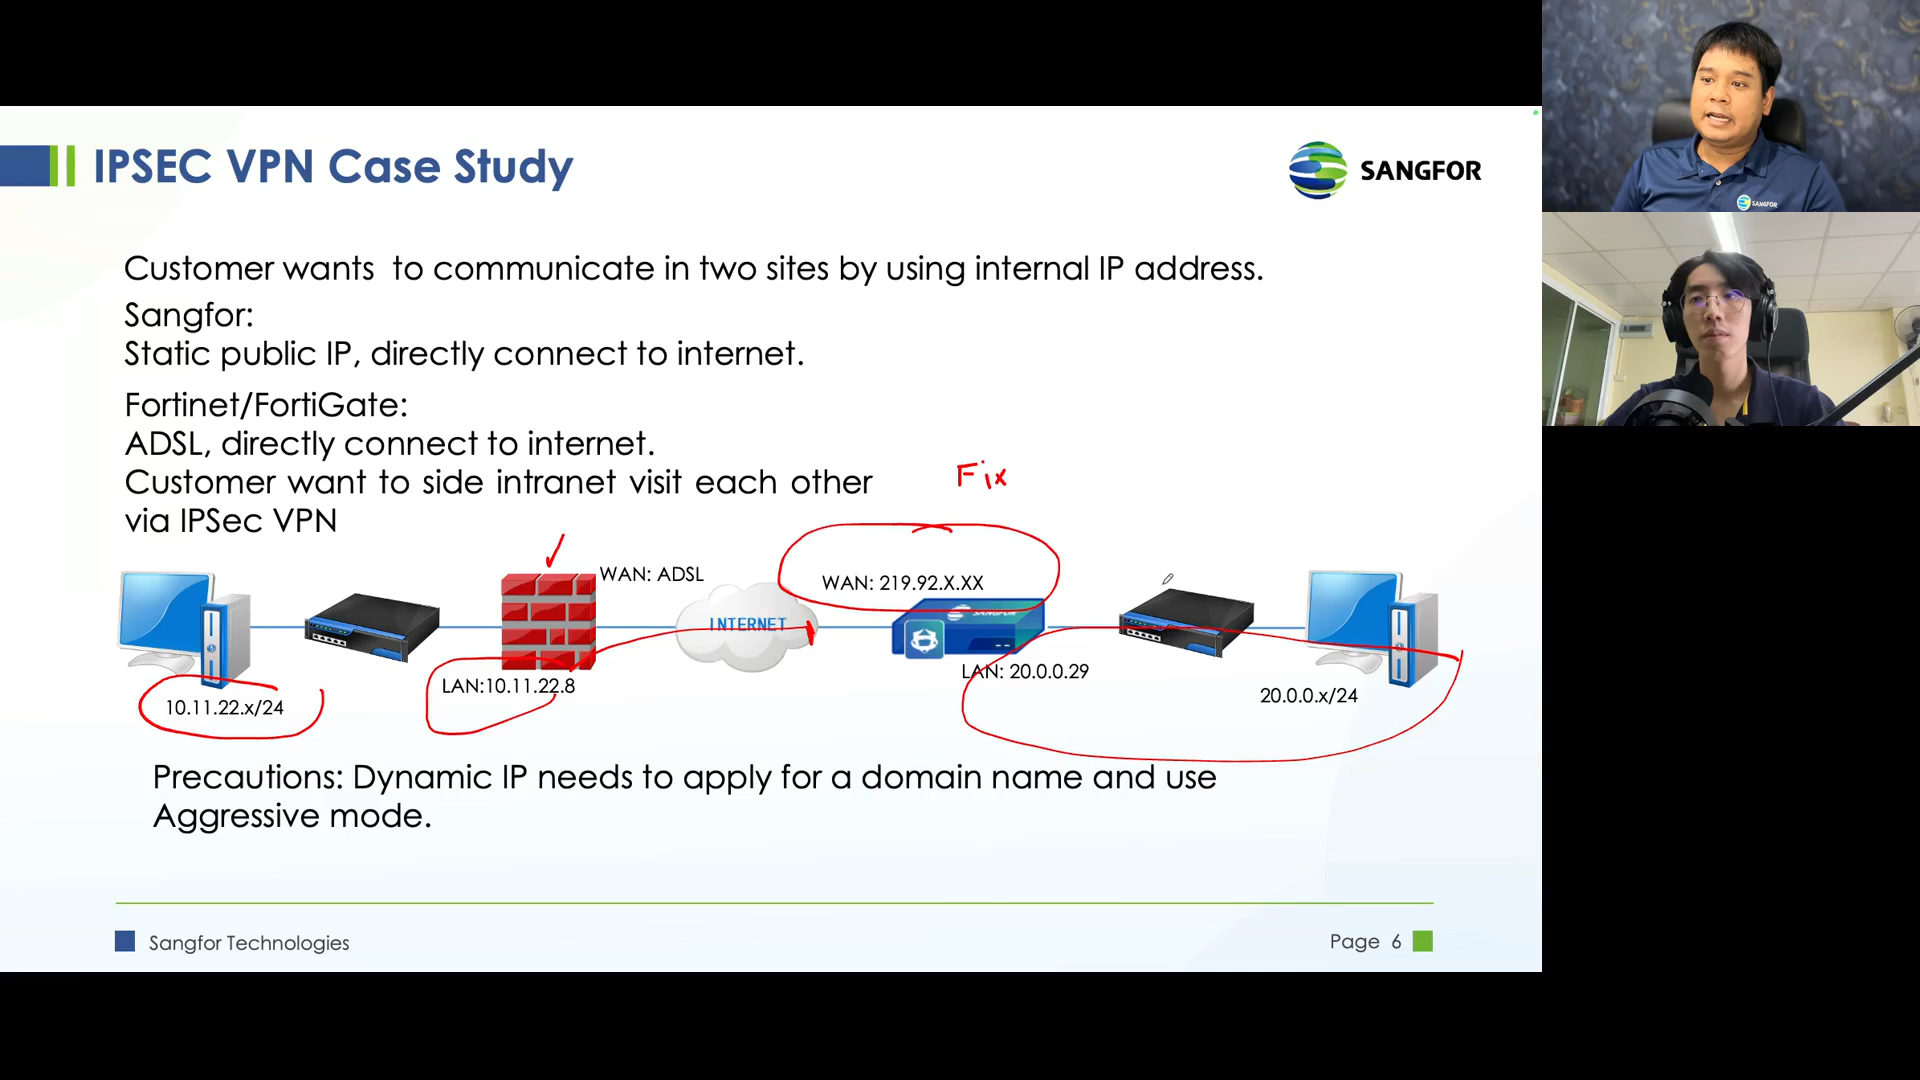 IPSEC VPN Case Study
SANGFOR
SANGFOR
Customer wants to communicate in two sites by using internal IP address.
Sangfor:
Static public IP, directly connect to internet.
Fortinet/FortiGate:
ADSL, directly connect to internet.
Customer want to side intranet visit each other
via IPSec VPN
Fix
WAN: ADSL
WAN: 219.92.X.XX
INTERNET
SANGFOR
LAN:10.11.22.8
LAN: 20.0.0.29
10.11.22.x/24
20.0.0.x/24
Precautions: Dynamic IP needs to apply for a domain name and use
Aggressive mode.
Sangfor Technologies
Page 6